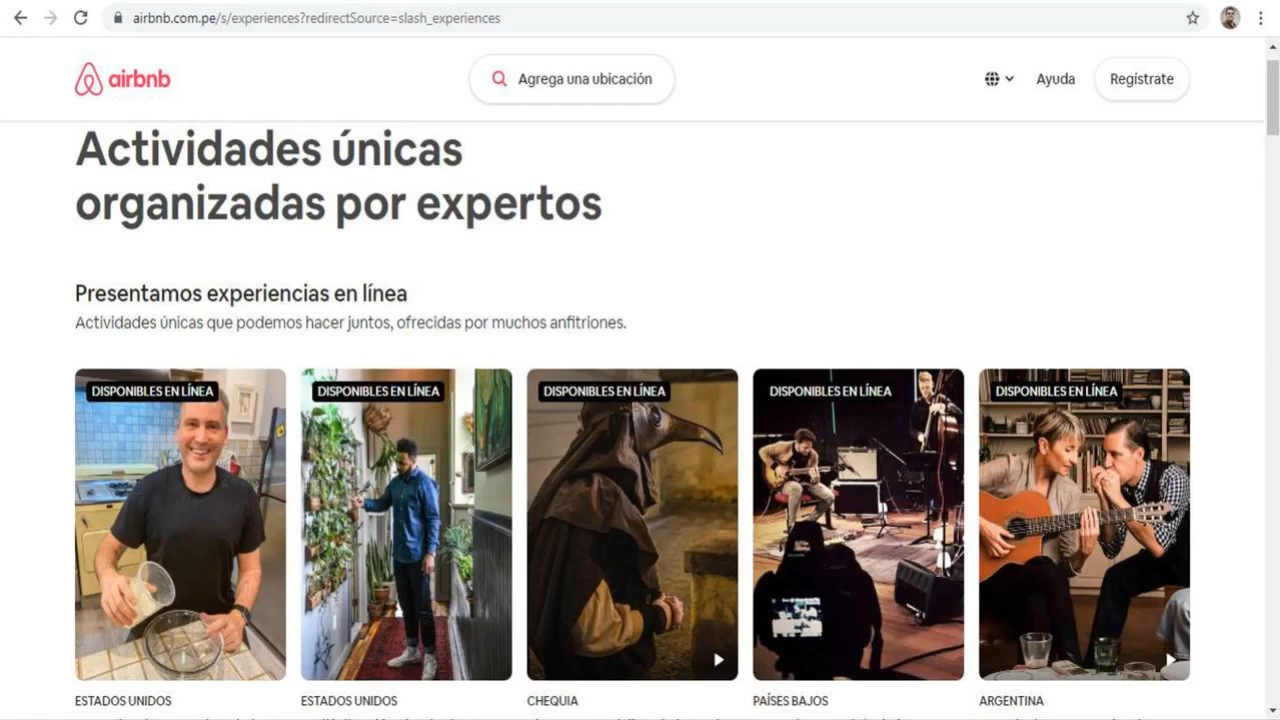 airbnb.com.pe/s/experiences?redirectSource=slash_experiences
airbnb
Agrega una ubicación
Ayuda
Regístrate
Actividades únicas
organizadas por expertos
Presentamos experiencias en línea
Actividades únicas que podemos hacer juntos, ofrecidas por muchos anfitriones.
DISPONIBLES EN LÍNEA
DISPONIBLES EN LÍNEA
DISPONIBLES EN LÍNEA
DISPONIBLES EN LÍNEA
DISPONIBLES EN LÍNEA
ESTADOS UNIDOS
ESTADOS UNIDOS
CHEQUIA
PAÍSES BAJOS
ARGENTINA